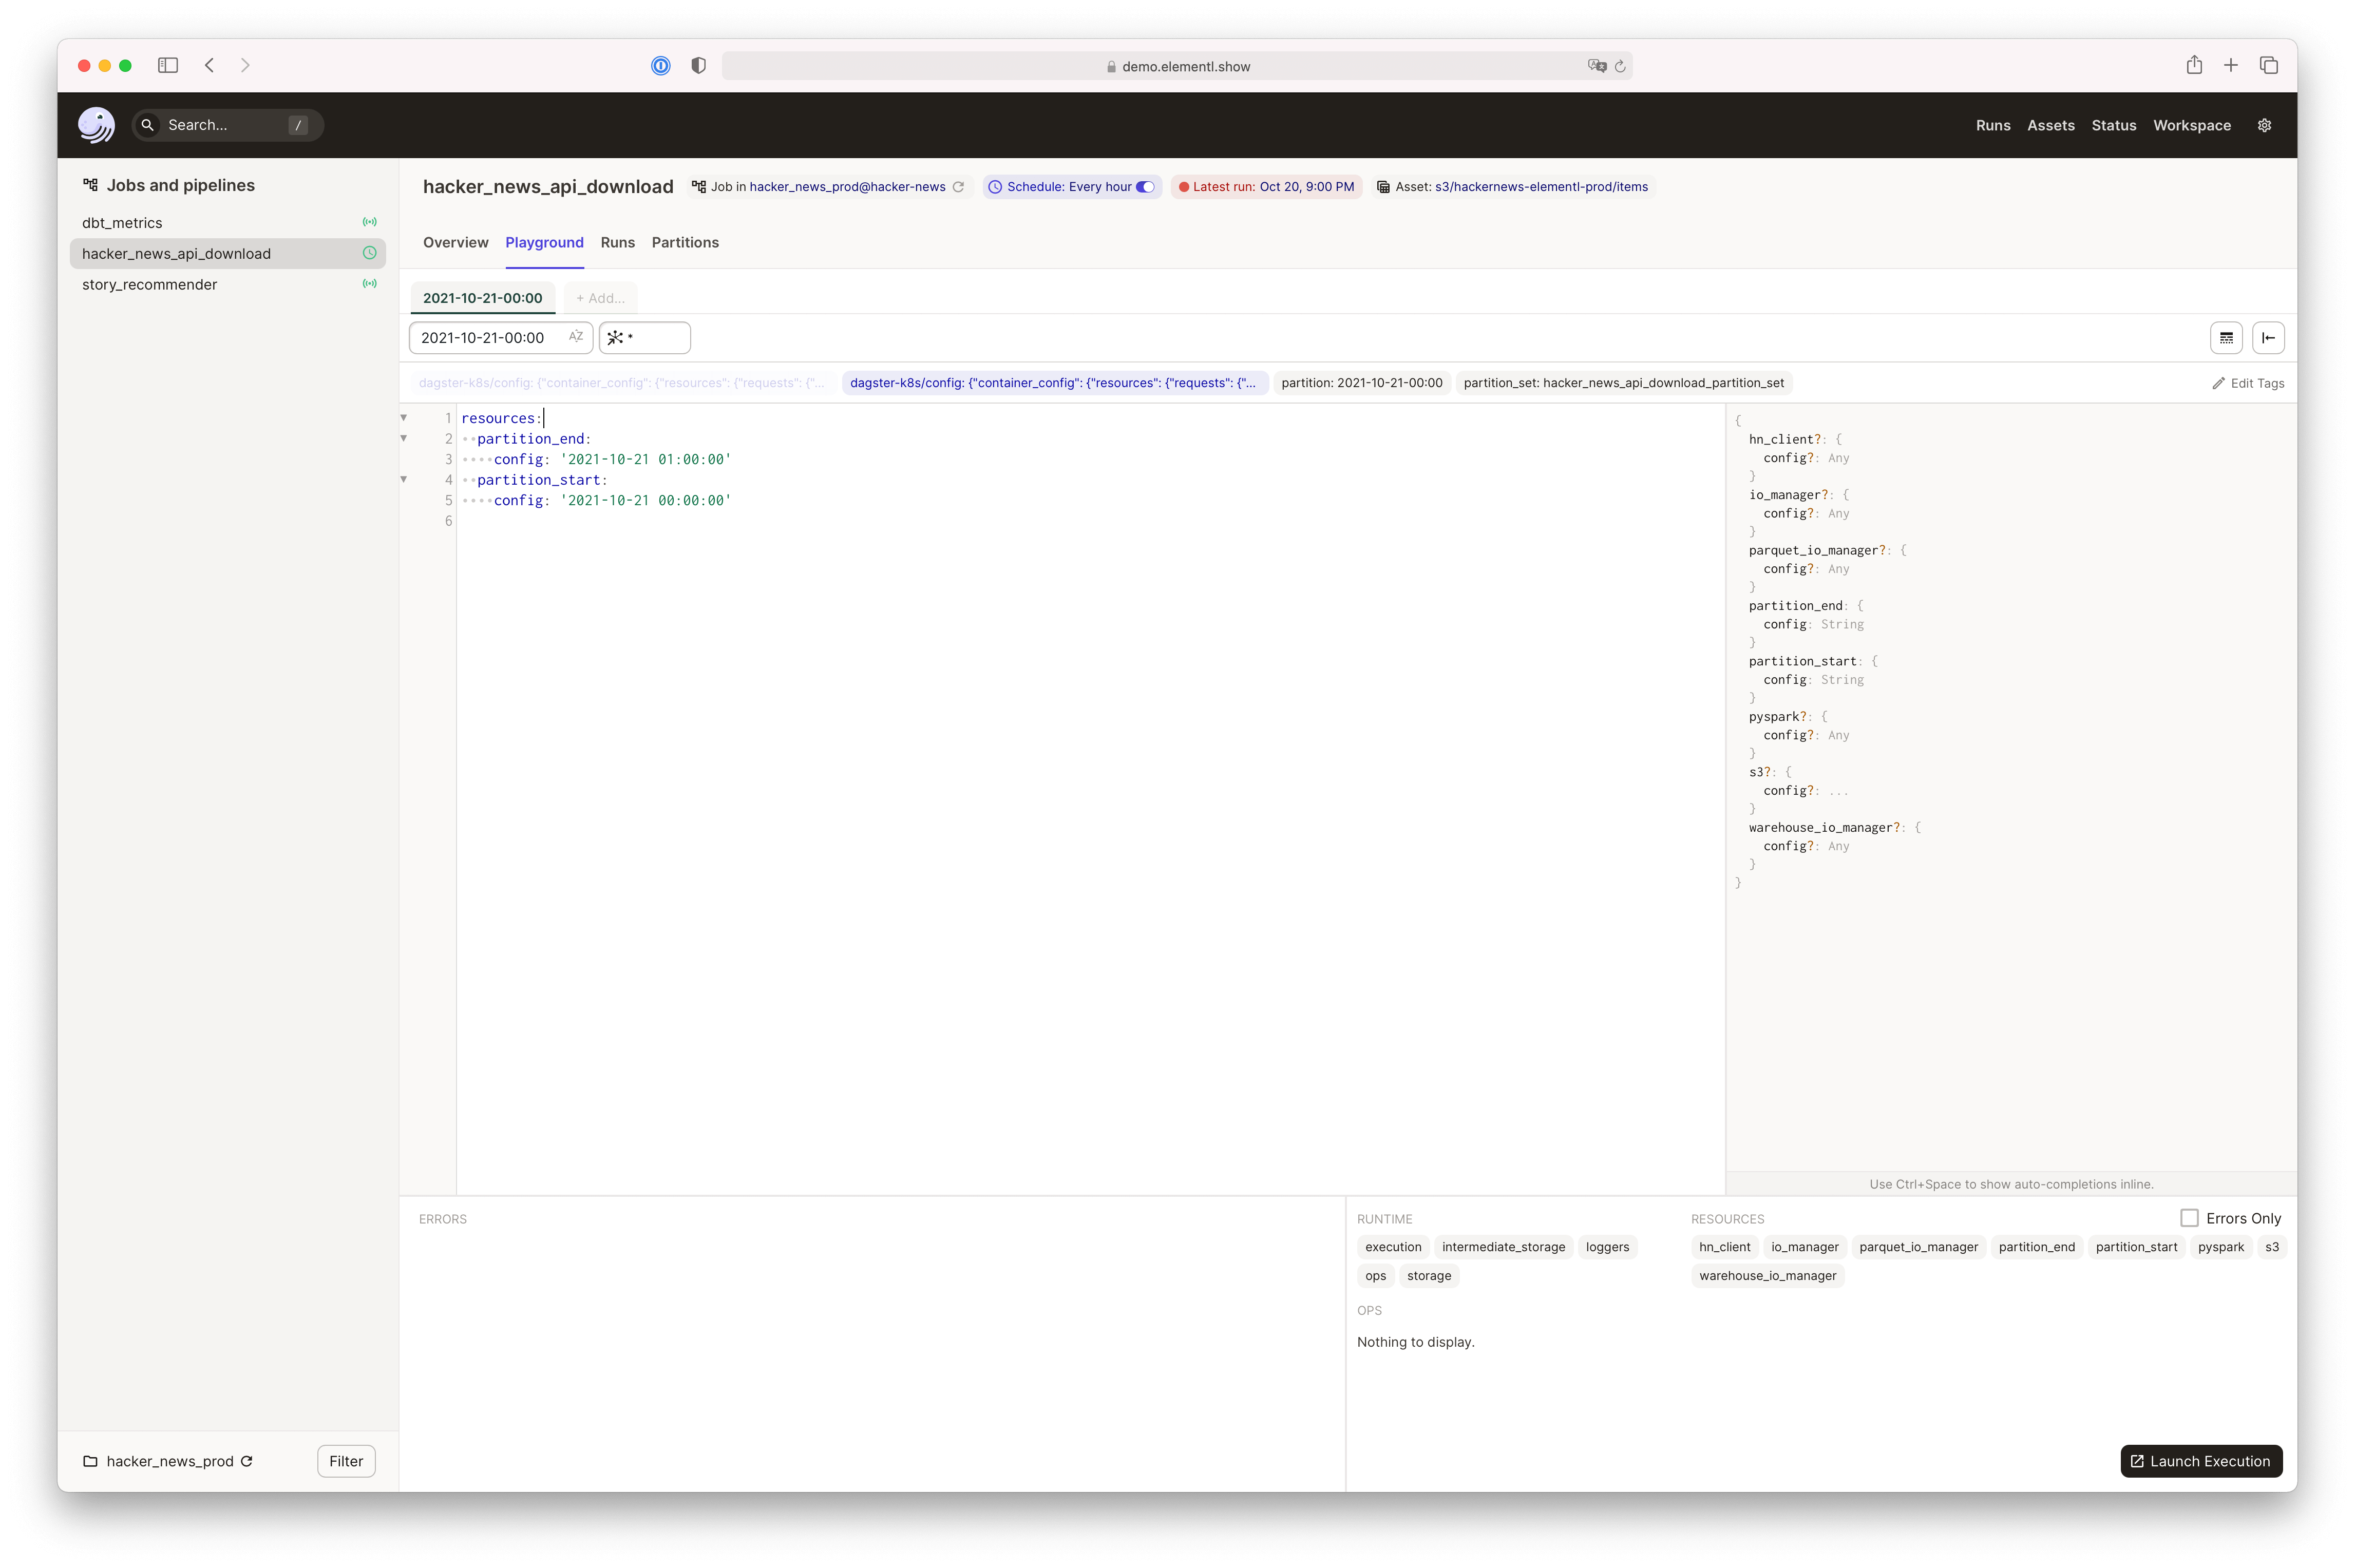 demo.elementl.show
Search... /
Runs Assets Status Workspace
Jobs and pipelines
dbt_metrics
hacker_news_api_download
story_recommender
hacker_news_api_download Job in hacker_news_prod@hacker-news Schedule: Every hour Latest run: Oct 20, 9:00 PM Asset: s3/hackernews-elementl-prod/items
Overview Playground Runs Partitions
2021-10-21-00:00 + Add...
2021-10-21-00:00 *
dagster-k8s/config: {"container_config": {"resources": {"requests": {"... dagster-k8s/config: {"container_config": {"resources": {"requests": {"... partition: 2021-10-21-00:00 partition_set: hacker_news_api_download_partition_set Edit Tags
1 resources:
2 partition_end:
3 config: '2021-10-21 01:00:00'
4 partition_start:
5 config: '2021-10-21 00:00:00'
6
{
hn_client?: {
config?: Any
}
io_manager?: {
config?: Any
}
parquet_io_manager?: {
config?: Any
}
partition_end: {
config: String
}
partition_start: {
config: String
}
pyspark?: {
config?: Any
}
s3?: {
config?: ...
}
warehouse_io_manager?: {
config?: Any
}
}
Use Ctrl+Space to show auto-completions inline.
ERRORS
RUNTIME
execution intermediate_storage loggers
ops storage
RESOURCES
Errors Only
hn_client io_manager parquet_io_manager partition_end partition_start pyspark s3
warehouse_io_manager
OPS
Nothing to display.
hacker_news_prod Filter
Launch Execution